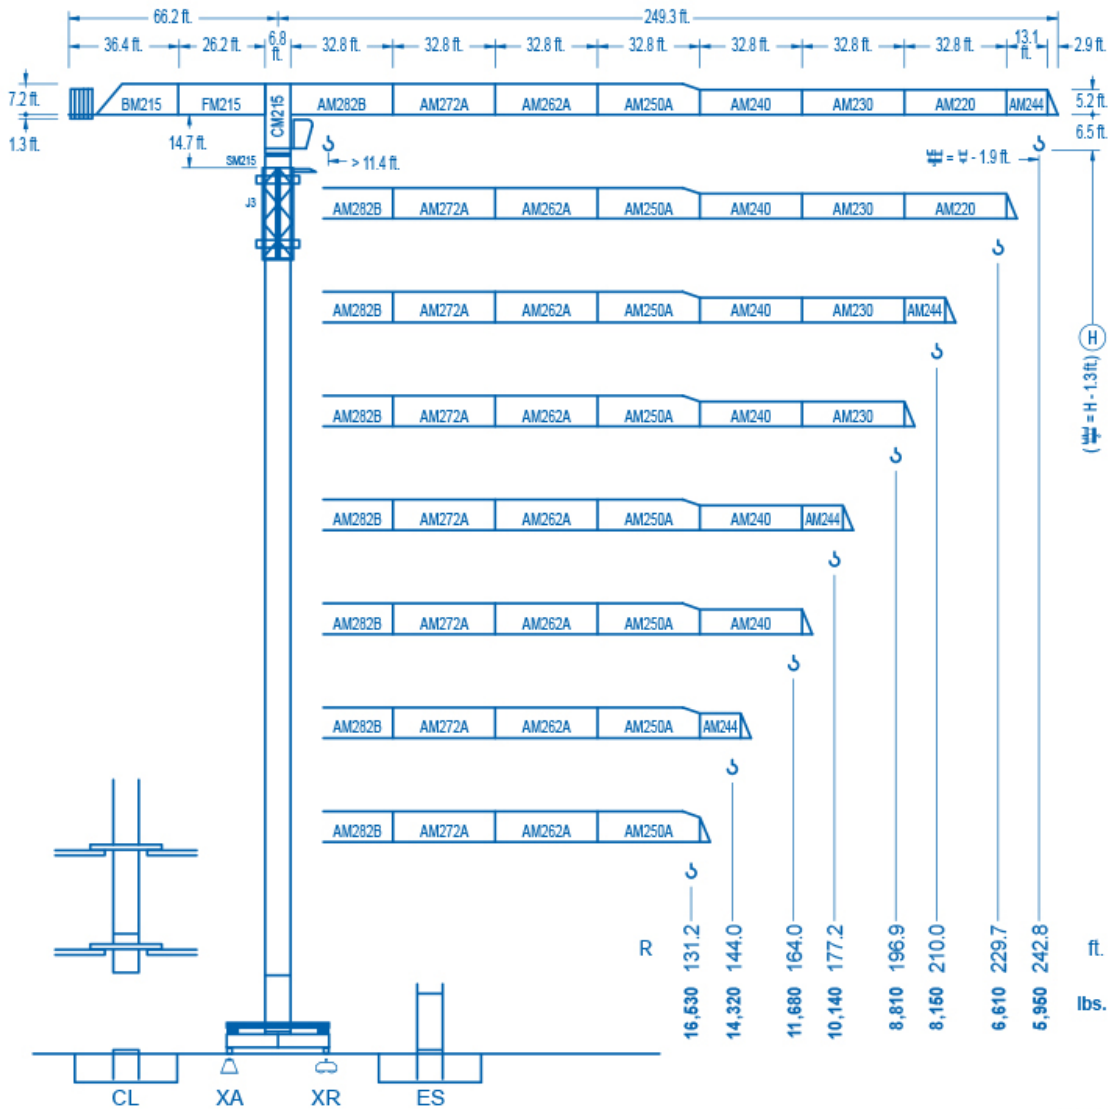 66.2 ft. 249.3 ft.
36.4 ft. 26.2 ft. 6.8 ft. 32.8 ft. 32.8 ft. 32.8 ft. 32.8 ft. 32.8 ft. 32.8 ft. 32.8 ft. 13.1 ft. 2.9 ft.
7.2 ft. BM215 FM215 CM215 AM282B AM272A AM262A AM250A AM240 AM230 AM220 AM244 5.2 ft.
1.3 ft. 14.7 ft. 6.5 ft.
SM215 > 11.4 ft. = - 1.9 ft.
J3 AM282B AM272A AM262A AM250A AM240 AM230 AM220
AM282B AM272A AM262A AM250A AM240 AM230 AM244
H
( = H - 1.3 ft.)
AM282B AM272A AM262A AM250A AM240 AM230
AM282B AM272A AM262A AM250A AM240 AM244
AM282B AM272A AM262A AM250A AM240
AM282B AM272A AM262A AM250A AM244
AM282B AM272A AM262A AM250A
R 131.2 144.0 164.0 177.2 196.9 210.0 229.7 242.8 ft.
16,530 14,320 11,680 10,140 8,810 8,150 6,610 5,950 lbs.
CL XA XR ES